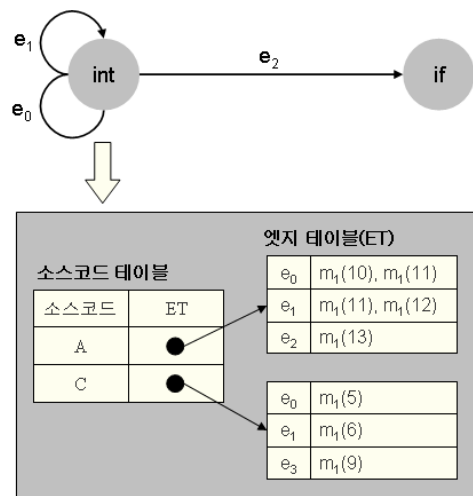 e1
int
e2
if
e0
엣지 테이블(ET)
소스코드 테이블
소스코드 ET
A
C
e0 m1(10), m1(11)
e1 m1(11), m1(12)
e2 m1(13)
e0 m1(5)
e1 m1(6)
e3 m1(9)